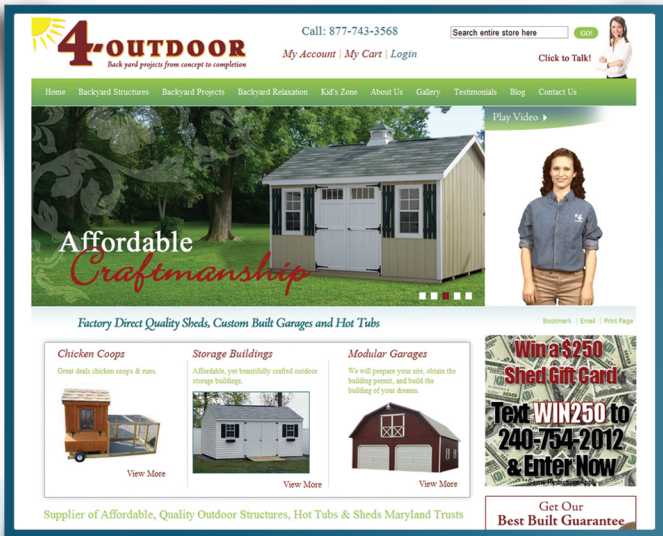 4-OUTDOOR
Back yard projects from concept to completion
Call: 877-743-3568
My Account | My Cart | Login
Search entire store here
GO!
Click to Talk!
Home Backyard Structures Backyard Projects Backyard Relaxation Kid's Zone About Us Gallery Testimonials Blog Contact Us
Play Video
Affordable
Craftmanship
Factory Direct Quality Sheds, Custom Built Garages and Hot Tubs
Bookmark | Email | Print Page
Chicken Coops
Great deals chicken coops & runs.
View More
Storage Buildings
Affordable, yet beautifully crafted outdoor
storage buildings.
View More
Modular Garages
We will prepare your site, obtain the
building permit, and build the
building of your dreams.
View More
Win a $250
Shed Gift Card
Text WIN250 to
240-754-2012
& Enter Now
Some Restrictions Apply
Get Our
Best Built Guarantee
Supplier of Affordable, Quality Outdoor Structures, Hot Tubs & Sheds Maryland Trusts